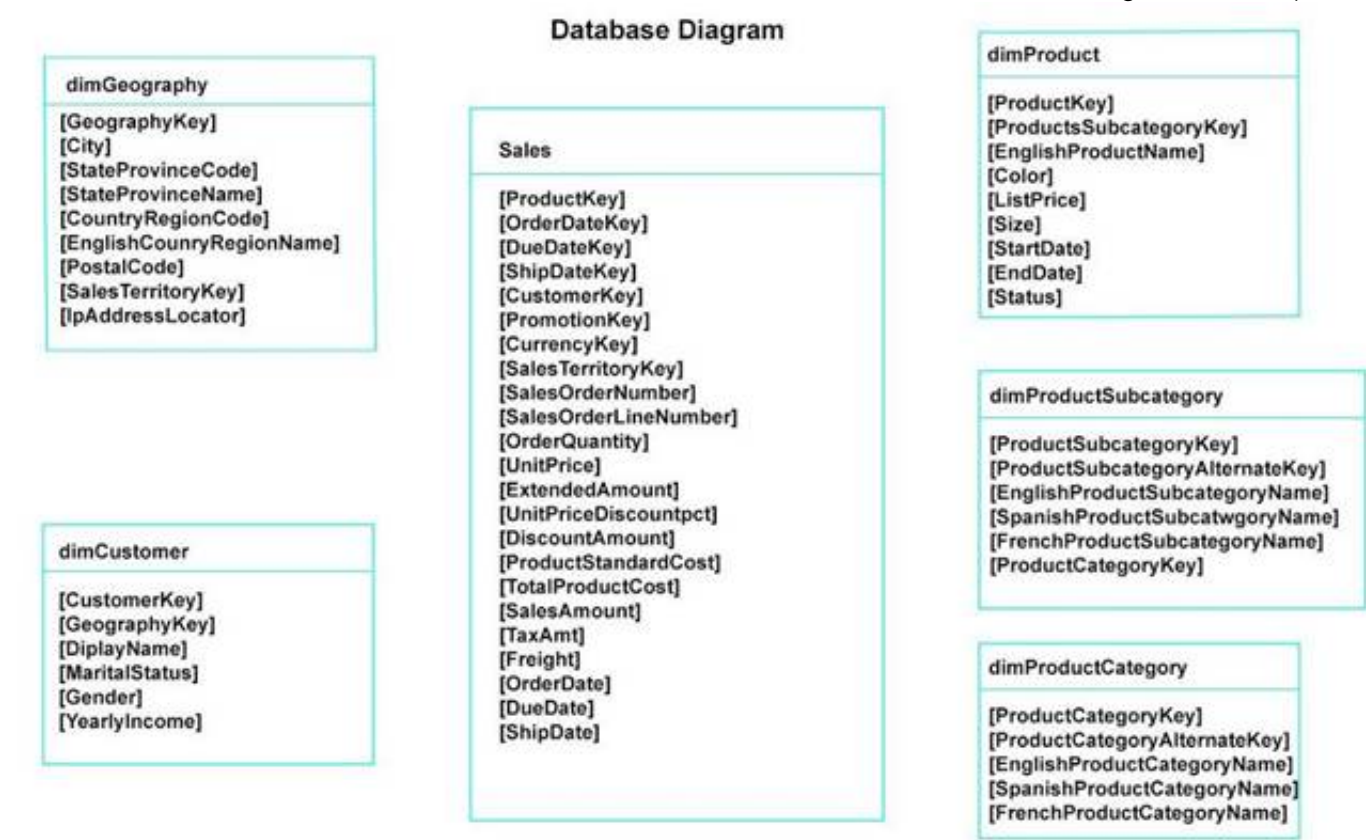 Database Diagram
dimGeography
[GeographyKey]
[City]
[StateProvinceCode]
[StateProvinceName]
[CountryRegionCode]
[EnglishCounryRegionName]
[PostalCode]
[SalesTerritoryKey]
[IpAddressLocator]
dimCustomer
[CustomerKey]
[GeographyKey]
[DiplayName]
[MaritalStatus]
[Gender]
[YearlyIncome]
Sales
[ProductKey]
[OrderDateKey]
[DueDateKey]
[ShipDateKey]
[CustomerKey]
[PromotionKey]
[CurrencyKey]
[SalesTerritoryKey]
[SalesOrderNumber]
[SalesOrderLineNumber]
[OrderQuantity]
[UnitPrice]
[ExtendedAmount]
[UnitPriceDiscountpct]
[DiscountAmount]
[ProductStandardCost]
[TotalProductCost]
[SalesAmount]
[TaxAmt]
[Freight]
[OrderDate]
[DueDate]
[ShipDate]
dimProduct
[ProductKey]
[ProductsSubcategoryKey]
[EnglishProductName]
[Color]
[ListPrice]
[Size]
[StartDate]
[EndDate]
[Status]
dimProductSubcategory
[ProductSubcategoryKey]
[ProductSubcategoryAlternateKey]
[EnglishProductSubcategoryName]
[SpanishProductSubcatwgoryName]
[FrenchProductSubcategoryName]
[ProductCategoryKey]
dimProductCategory
[ProductCategoryKey]
[ProductCategoryAlternateKey]
[EnglishProductCategoryName]
[SpanishProductCategoryName]
[FrenchProductCategoryName]